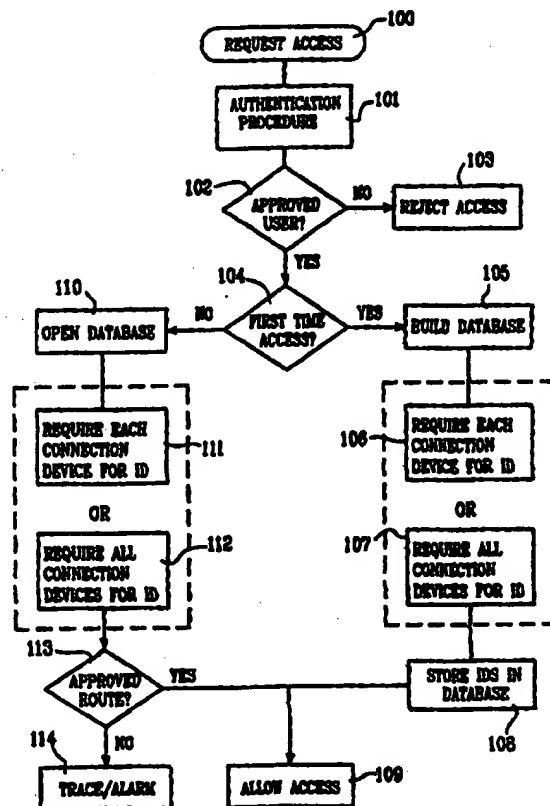 100
REQUEST ACCESS
101
AUTHENTICATION
PROCEDURE
102
APPROVED
USER?
NO
103
REJECT ACCESS
YES
104
FIRST TIME
ACCESS?
NO
YES
110
OPEN DATABASE
105
BUILD DATABASE
REQUIRE EACH
CONNECTION
DEVICE FOR ID
111
OR
REQUIRE ALL
CONNECTION
DEVICES FOR ID
112
106
REQUIRE EACH
CONNECTION
DEVICE FOR ID
OR
107
REQUIRE ALL
CONNECTION
DEVICES FOR ID
113
APPROVED
ROUTE?
YES
NO
STORE IDS IN
DATABASE
108
114
TRACE/ALARM
ALLOW ACCESS
109